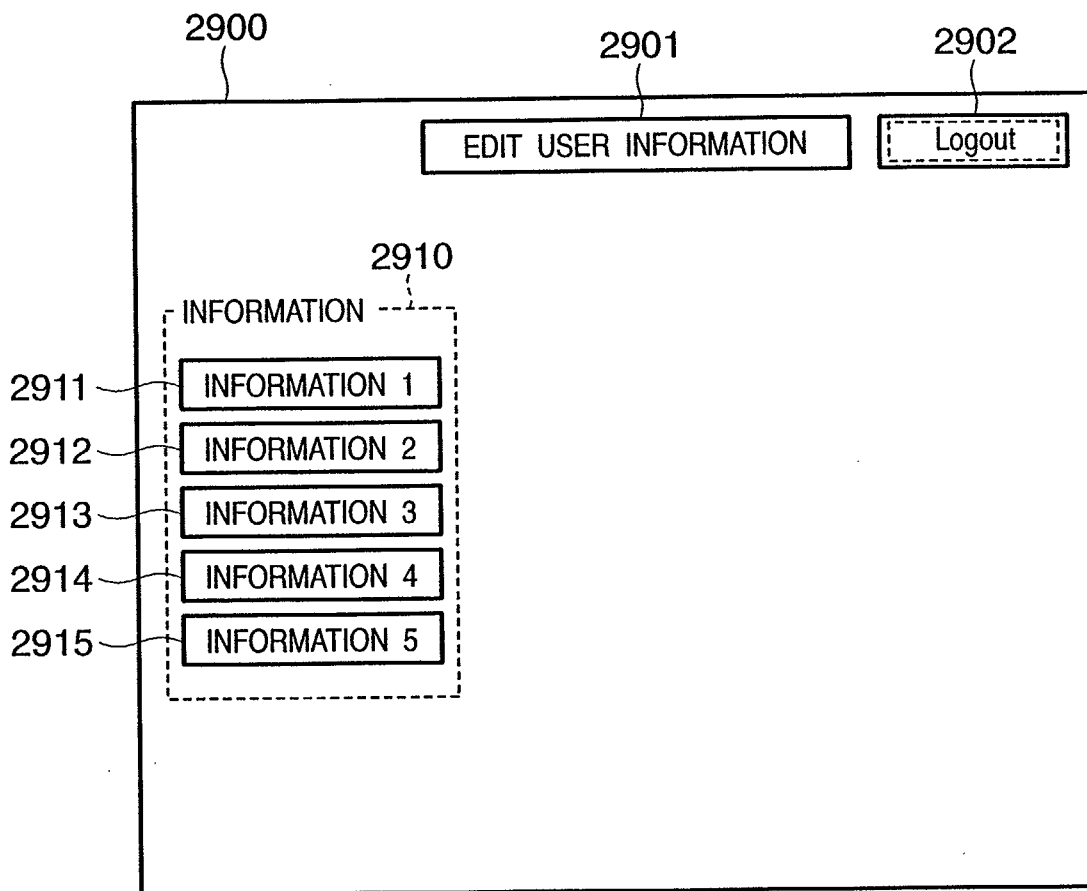 2900
2901
2902
EDIT USER INFORMATION
Logout
2910
INFORMATION
2911
INFORMATION 1
2912
INFORMATION 2
2913
INFORMATION 3
2914
INFORMATION 4
2915
INFORMATION 5